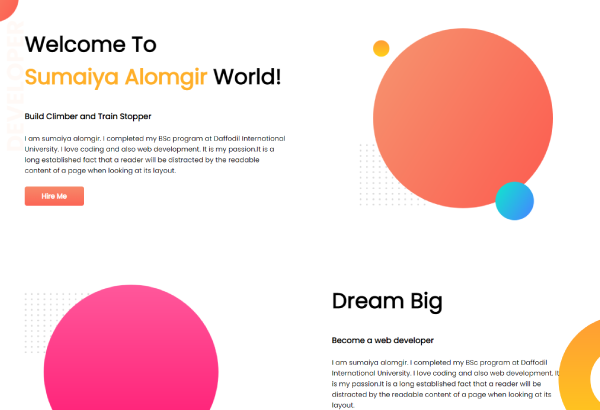 DEVELOPER
Welcome To
Sumaiya Alomgir World!
Build Climber and Train Stopper
I am sumaiya alomgir. I completed my BSc program at Daffodil International
University. I love coding and also web development. It is my passion.It is a
long established fact that a reader will be distracted by the readable
content of a page when looking at its layout.
Hire Me
Dream Big
Become a web developer
I am sumaiya alomgir. I completed my BSc program at Daffodil
International University. I love coding and also web development. It
is my passion.It is a long established fact that a reader will be
distracted by the readable content of a page when looking at its
layout.